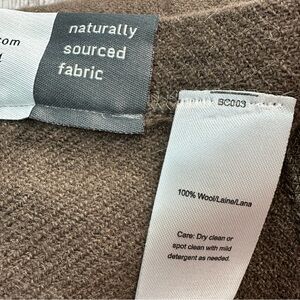 com
naturally
sourced
fabric
BC003
100% Wool/Laine/Lana
Care: Dry clean or
spot clean with mild
detergent as needed.